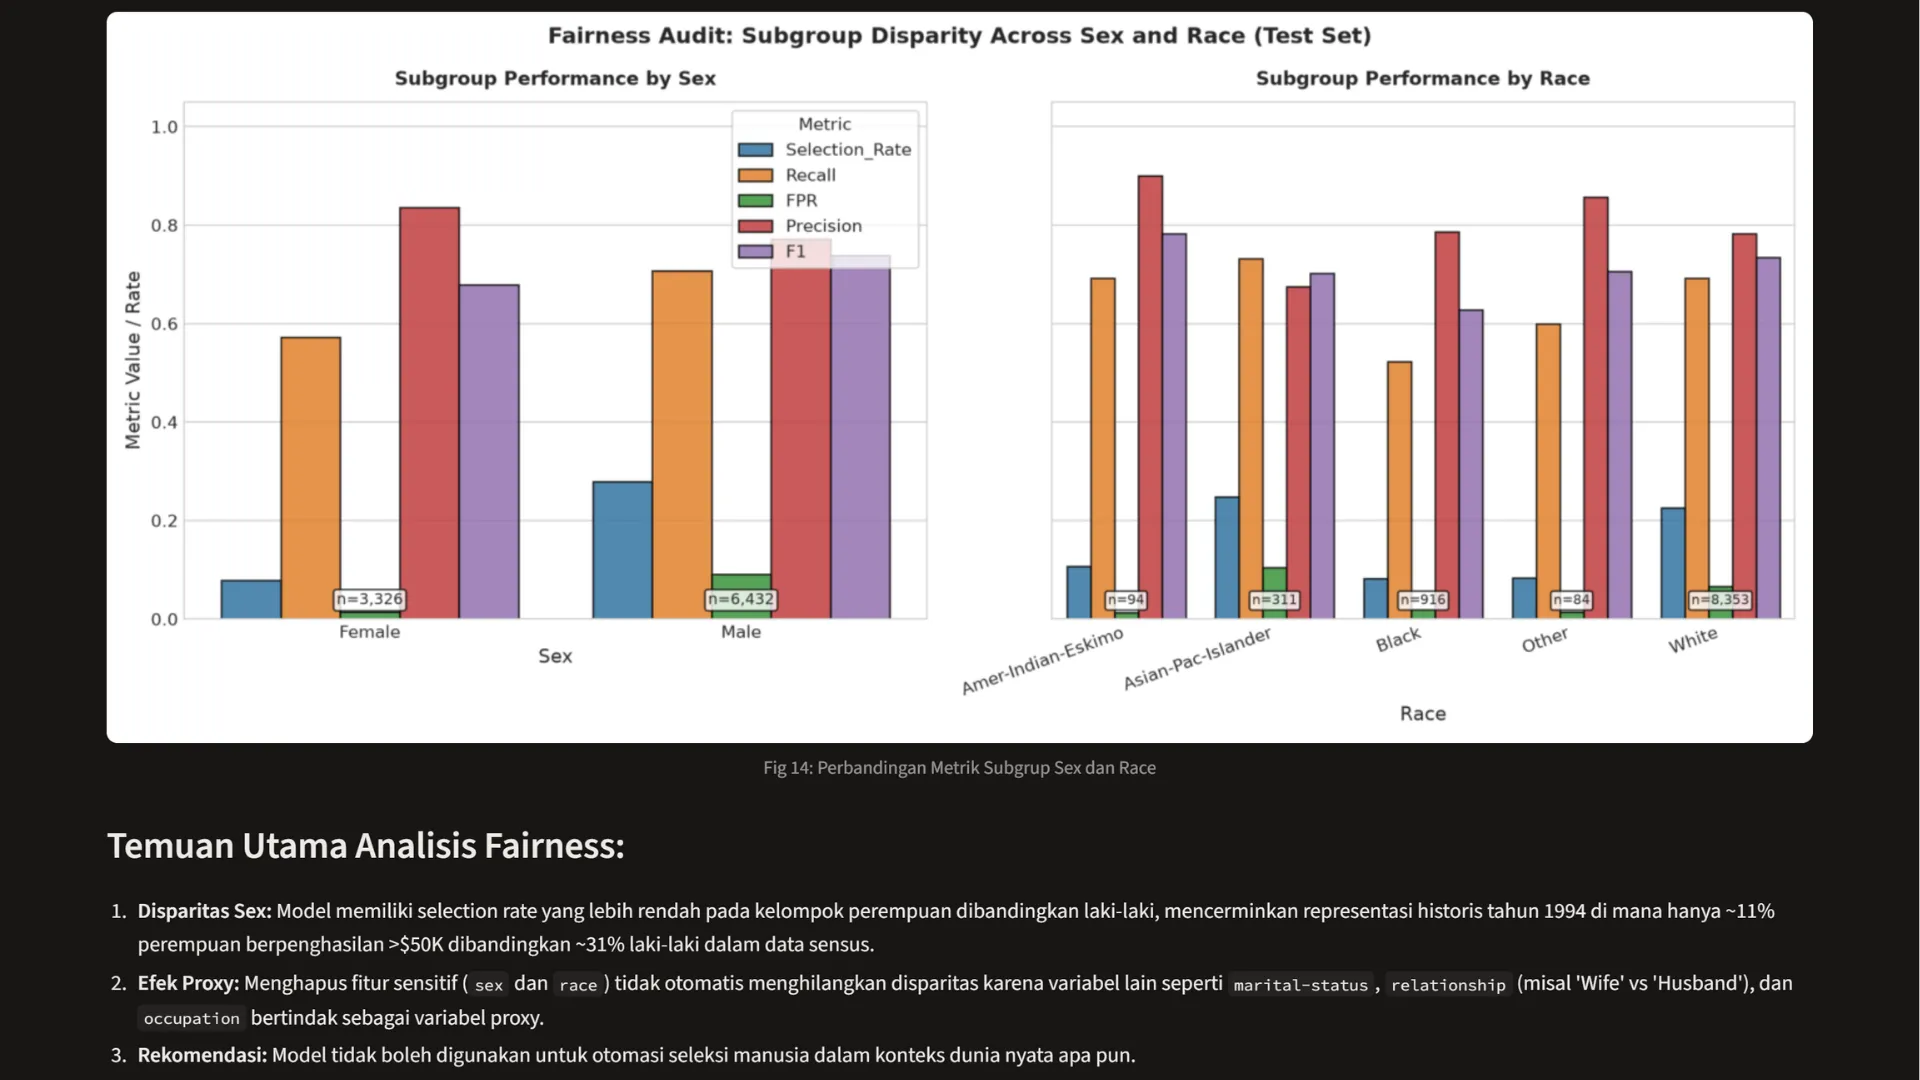 Fairness Audit: Subgroup Disparity Across Sex and Race (Test Set)
Subgroup Performance by Sex
Metric
Selection_Rate
Recall
FPR
Precision
F1
Metric Value / Rate
1.0
0.8
0.6
0.4
0.2
0.0
n=3,326
n=6,432
Female
Male
Sex
Subgroup Performance by Race
n=94
n=311
n=916
n=84
n=8,353
Amer-Indian-Eskimo
Asian-Pac-Islander
Black
Other
White
Race
Fig 14: Perbandingan Metrik Subgrup Sex dan Race
Temuan Utama Analisis Fairness:
1. Disparitas Sex: Model memiliki selection rate yang lebih rendah pada kelompok perempuan dibandingkan laki-laki, mencerminkan representasi historis tahun 1994 di mana hanya ~11%
perempuan berpenghasilan >$50K dibandingkan ~31% laki-laki dalam data sensus.
2. Efek Proxy: Menghapus fitur sensitif ( sex dan race ) tidak otomatis menghilangkan disparitas karena variabel lain seperti marital-status , relationship (misal 'Wife' vs 'Husband'), dan
occupation bertindak sebagai variabel proxy.
3. Rekomendasi: Model tidak boleh digunakan untuk otomasi seleksi manusia dalam konteks dunia nyata apa pun.